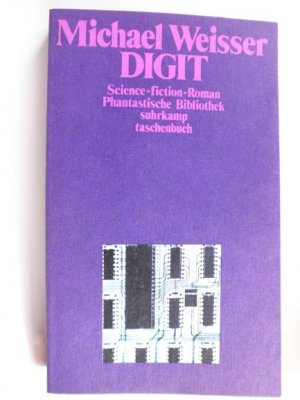 Michael Weisser
DIGIT
Science-fiction-Roman
Phantastische Bibliothek
suhrkamp
taschenbuch